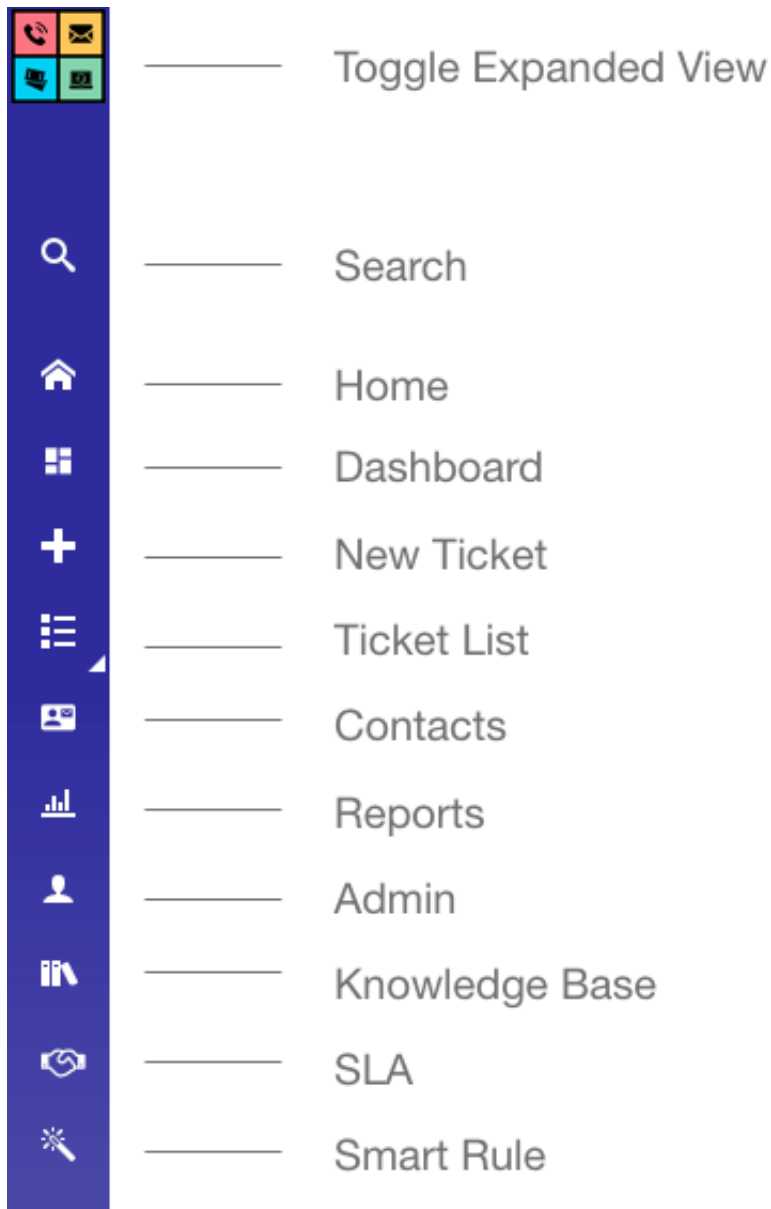 Toggle Expanded View
Search
Home
Dashboard
New Ticket
Ticket List
Contacts
Reports
Admin
Knowledge Base
SLA
Smart Rule